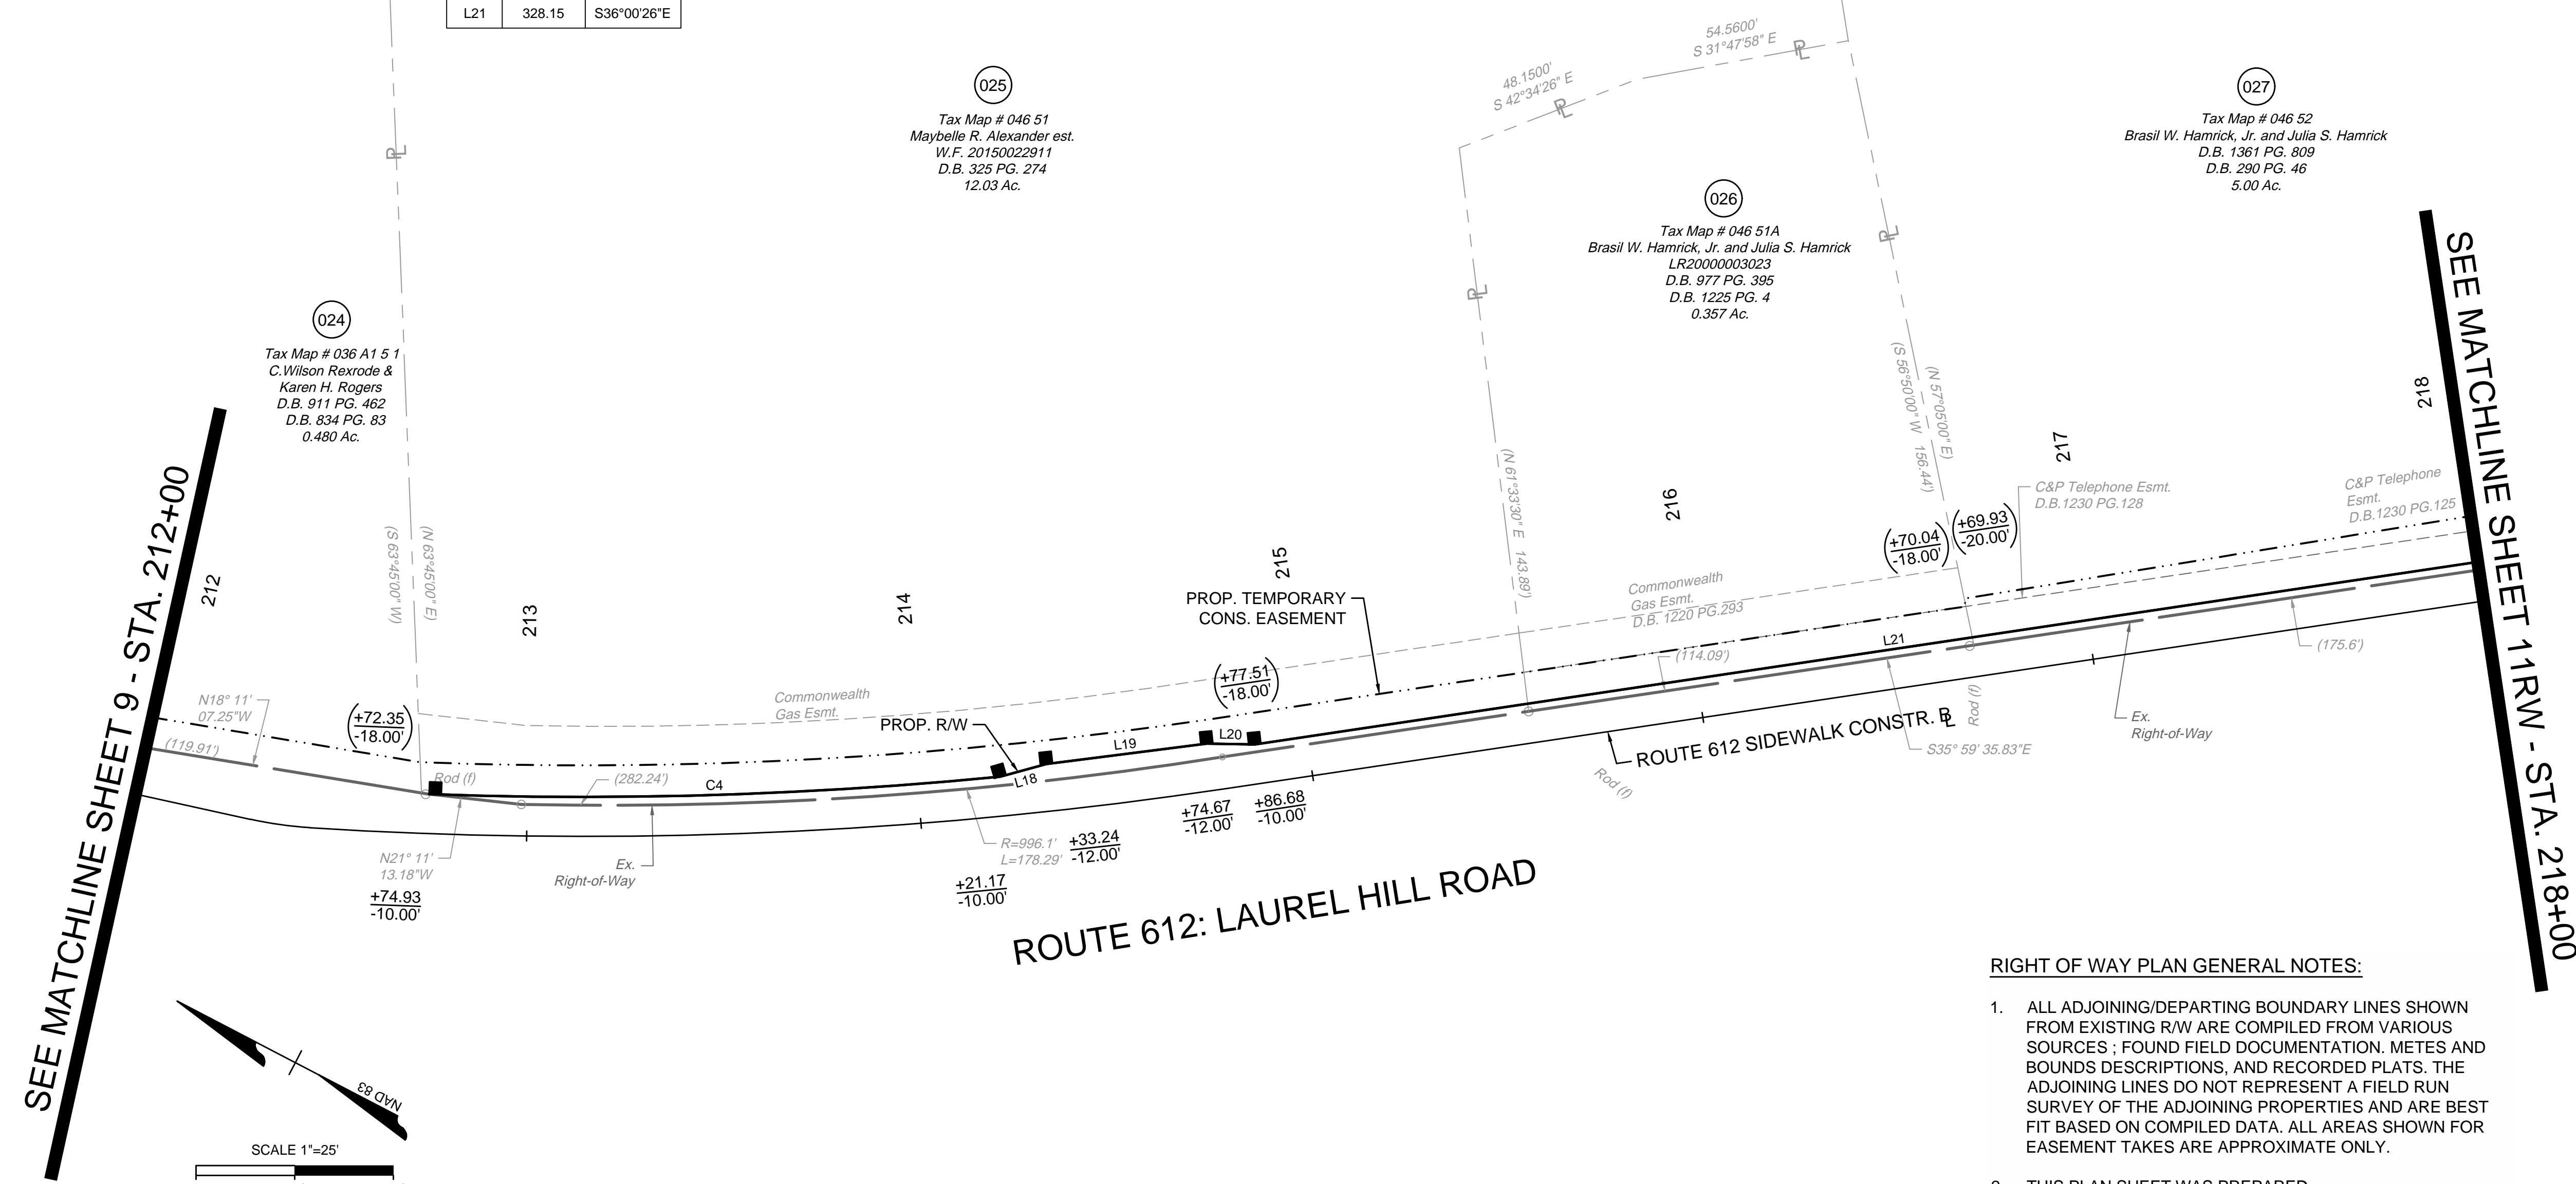 L21 328.15 S36°00'26"E
54.5600'
S 31°47'58" E
48.1500'
S 42°34'26" E
PL
PL
PL
PL
PL
025
Tax Map # 046 51
Maybelle R. Alexander est.
W.F. 20150022911
D.B. 325 PG. 274
12.03 Ac.
027
Tax Map # 046 52
Brasil W. Hamrick, Jr. and Julia S. Hamrick
D.B. 1361 PG. 809
D.B. 290 PG. 46
5.00 Ac.
026
Tax Map # 046 51A
Brasil W. Hamrick, Jr. and Julia S. Hamrick
LR20000003023
D.B. 977 PG. 395
D.B. 1225 PG. 4
0.357 Ac.
024
Tax Map # 036 A1 5 1
C.Wilson Rexrode &
Karen H. Rogers
D.B. 911 PG. 462
D.B. 834 PG. 83
0.480 Ac.
SEE MATCHLINE SHEET 9 - STA. 212+00
SEE MATCHLINE SHEET 11RW - STA. 218+00
212
213
214
215
216
217
218
(S 63°45'00" W)
(N 63°45'00" E)
(N 61°33'30" E 143.89')
(S 56°50'00" W 156.44')
(N 57°05'00" E)
C&P Telephone Esmt.
D.B.1230 PG.128
C&P Telephone
Esmt.
D.B.1230 PG.125
(+70.04
-18.00')
(+69.93
-20.00')
Commonwealth
Gas Esmt.
D.B. 1220 PG.293
PROP. TEMPORARY
CONS. EASEMENT
(+77.51
-18.00')
Commonwealth
Gas Esmt.
PROP. R/W
N18° 11'
07.25"W
(119.91')
(+72.35
-18.00')
Rod (f)
(282.24')
C4
L18
L19
L20
L21
(114.09')
(175.6')
Rod (f)
Ex.
Right-of-Way
S35° 59' 35.83"E
ROUTE 612 SIDEWALK CONSTR. BL
Rod (f)
+74.67
-12.00'
+86.68
-10.00'
R=996.1'
L=178.29'
+33.24
-12.00'
+21.17
-10.00'
Ex.
Right-of-Way
N21° 11'
13.18"W
+74.93
-10.00'
ROUTE 612: LAUREL HILL ROAD
NAD 83
SCALE 1"=25'
RIGHT OF WAY PLAN GENERAL NOTES:
1. ALL ADJOINING/DEPARTING BOUNDARY LINES SHOWN
FROM EXISTING R/W ARE COMPILED FROM VARIOUS
SOURCES ; FOUND FIELD DOCUMENTATION. METES AND
BOUNDS DESCRIPTIONS, AND RECORDED PLATS. THE
ADJOINING LINES DO NOT REPRESENT A FIELD RUN
SURVEY OF THE ADJOINING PROPERTIES AND ARE BEST
FIT BASED ON COMPILED DATA. ALL AREAS SHOWN FOR
EASEMENT TAKES ARE APPROXIMATE ONLY.
2. THIS PLAN SHEET WAS PREPARED